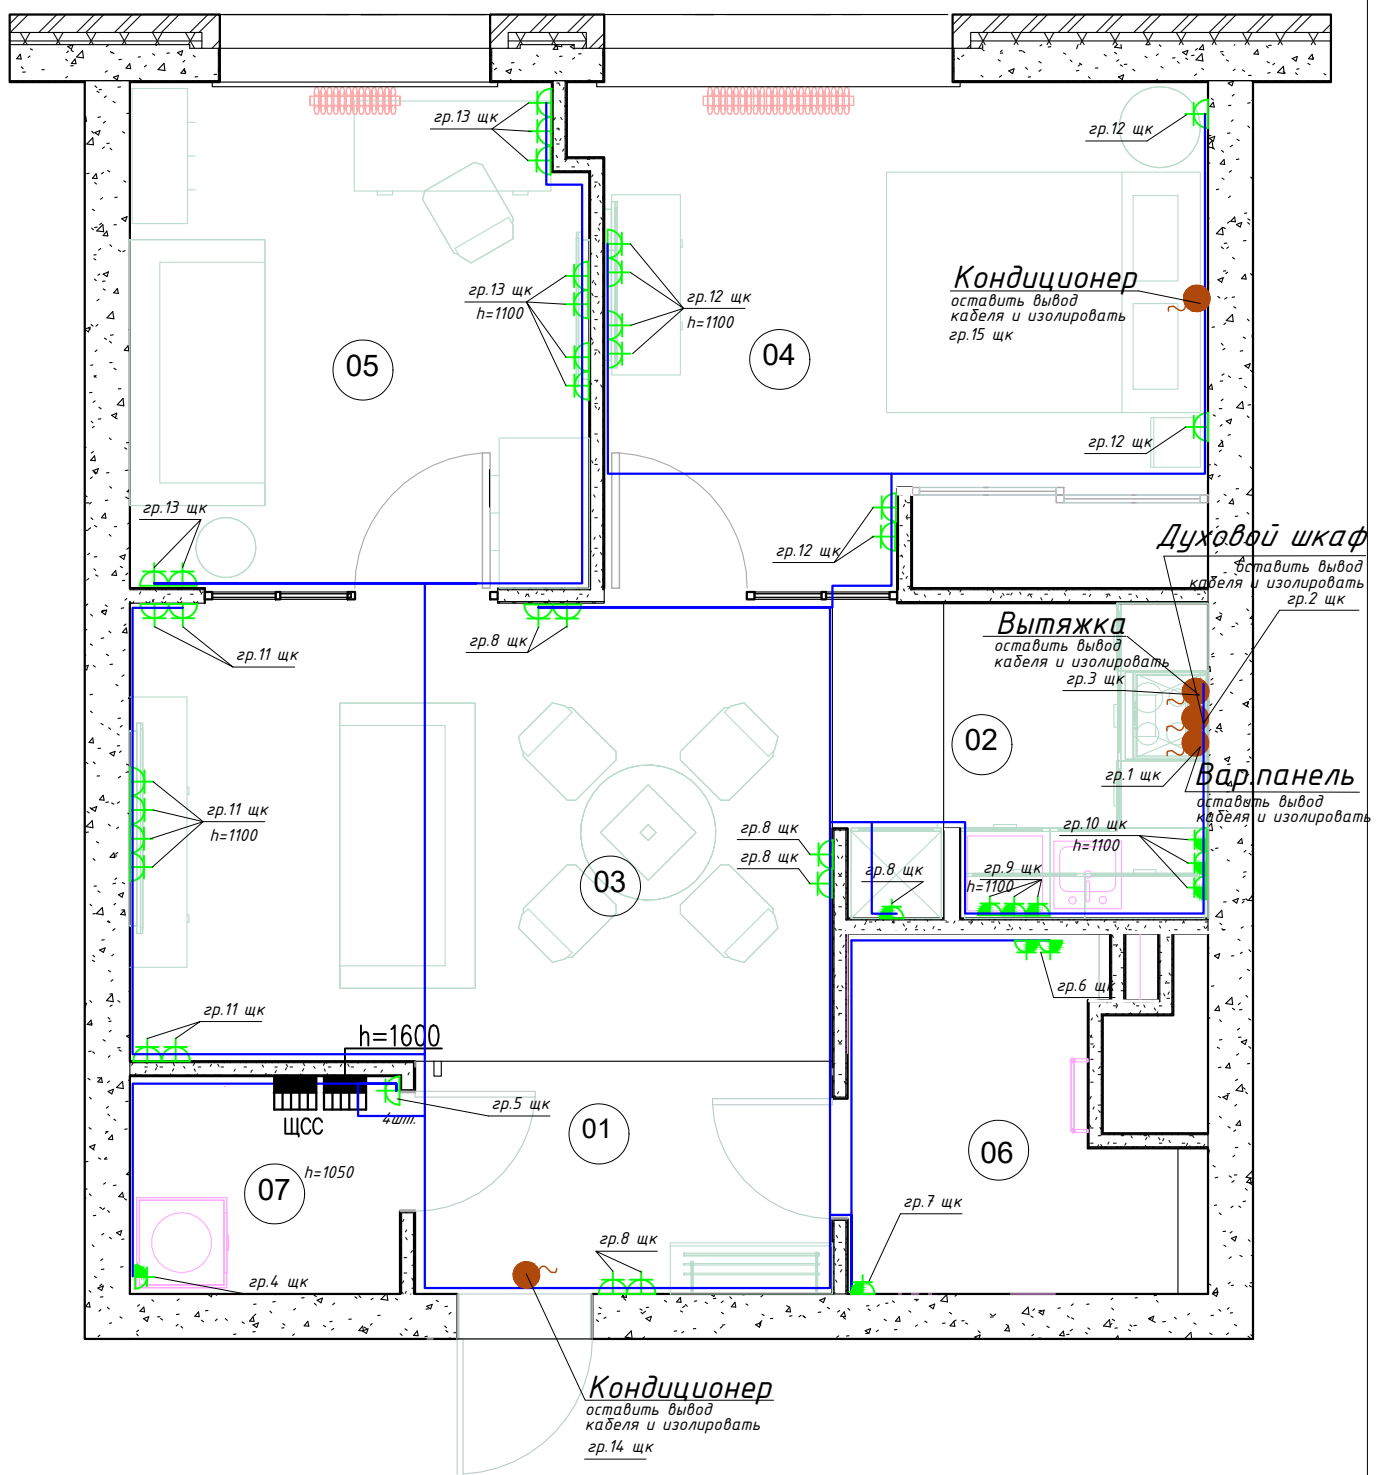 гр.13 щк
гр.12 щк
Кондиционер
оставить вывод
кабеля и изолировать
гр.15 щк
гр.13 щк
h=1100
гр.12 щк
h=1100
05
04
гр.12 щк
гр.13 щк
гр.12 щк
Духовой шкаф
оставить вывод
кабеля и изолировать
гр.2 щк
Вытяжка
оставить вывод
кабеля и изолировать
гр.3 щк
гр.11 щк
гр.8 щк
02
гр.1 щк
Вар.панель
оставить вывод
кабеля и изолировать
гр.11 щк
h=1100
гр.8 щк
гр.8 щк
гр.10 щк
h=1100
гр.8 щк
гр.9 щк
h=1100
03
гр.6 щк
гр.11 щк
h=1600
гр.5 щк
4шт.
ЩСС
01
06
07
h=1050
гр.7 щк
гр.8 щк
гр.4 щк
Кондиционер
оставить вывод
кабеля и изолировать
гр.14 щк